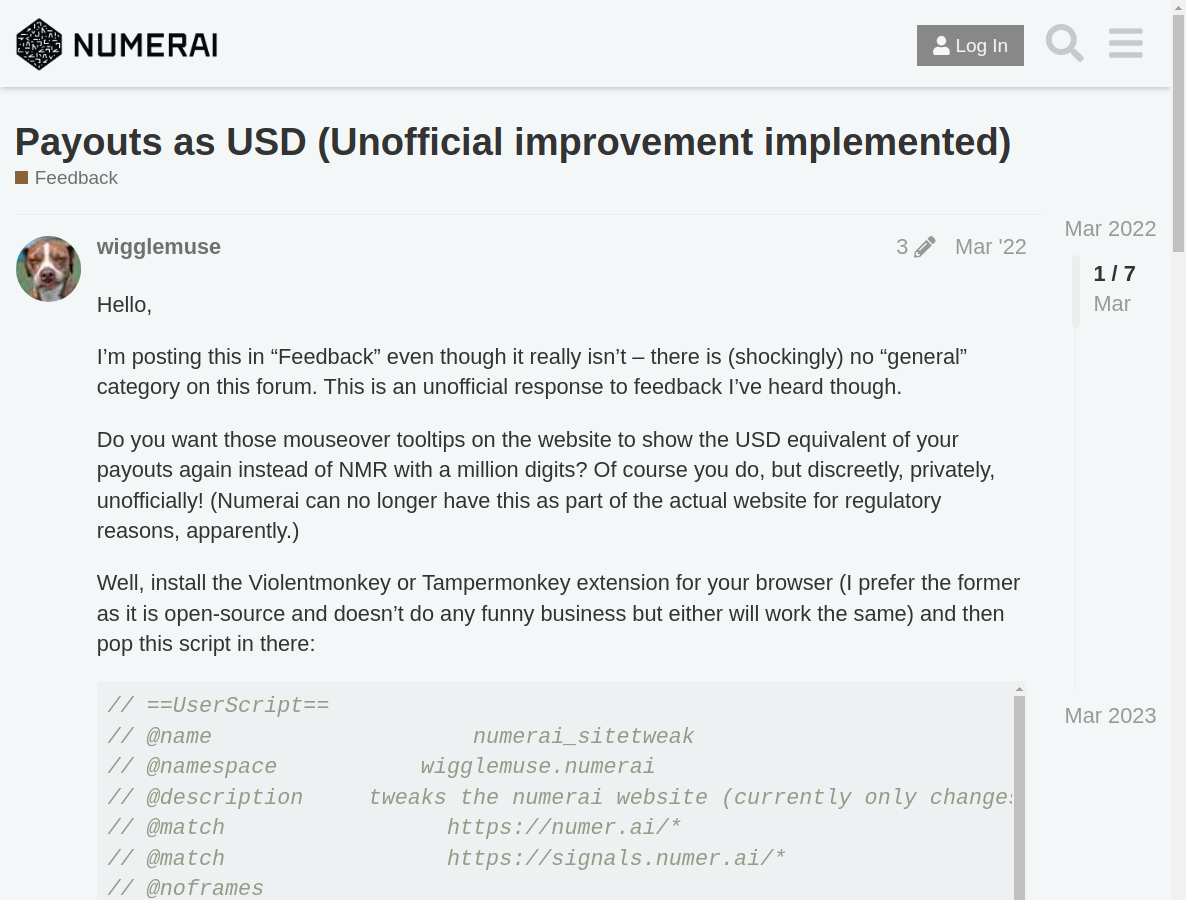 NUMERAI
Log In
Payouts as USD (Unofficial improvement implemented)
Feedback
wigglemuse
3
Mar '22
Hello,
I’m posting this in “Feedback” even though it really isn’t – there is (shockingly) no “general”
category on this forum. This is an unofficial response to feedback I’ve heard though.
Do you want those mouseover tooltips on the website to show the USD equivalent of your
payouts again instead of NMR with a million digits? Of course you do, but discreetly, privately,
unofficially! (Numerai can no longer have this as part of the actual website for regulatory
reasons, apparently.)
Well, install the Violentmonkey or Tampermonkey extension for your browser (I prefer the former
as it is open-source and doesn’t do any funny business but either will work the same) and then
pop this script in there:
// ==UserScript==
// @name                    numerai_sitetweak
// @namespace           wigglemuse.numerai
// @description     tweaks the numerai website (currently only changes
// @match                 https://numer.ai/*
// @match                 https://signals.numer.ai/*
// @noframes
Mar 2022
1 / 7
Mar
Mar 2023